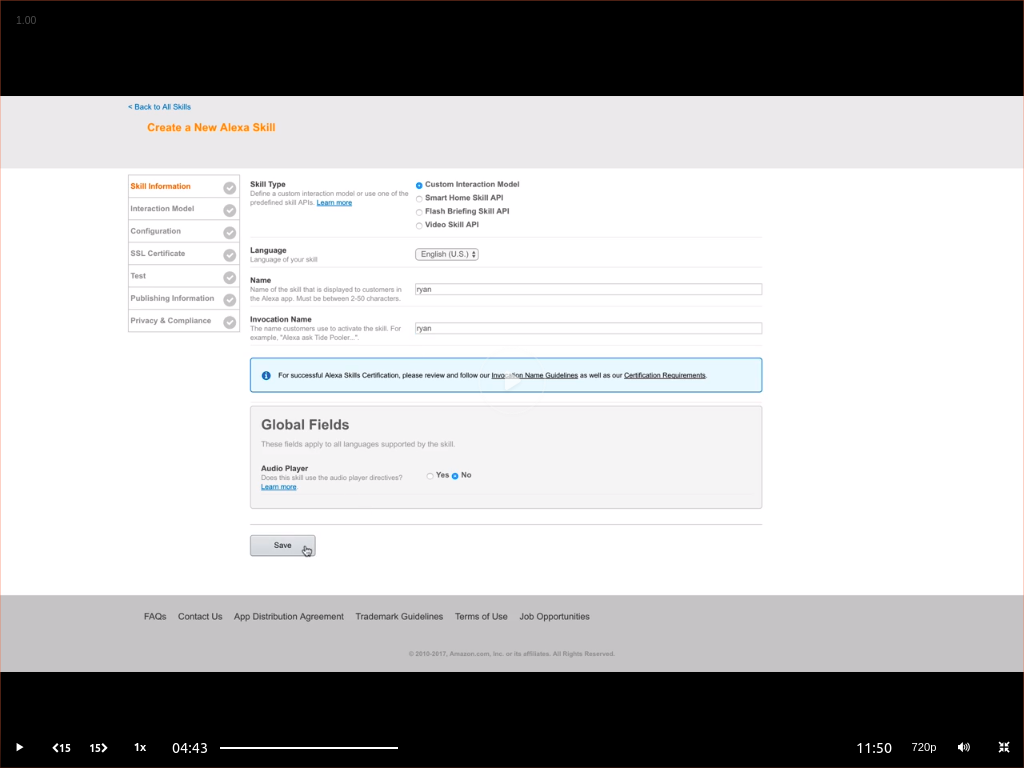 1.00
< Back to All Skills
Create a New Alexa Skill
Skill Information
Interaction Model
Configuration
SSL Certificate
Test
Publishing Information
Privacy & Compliance
Skill Type
Define a custom interaction model or use one of the
predefined skill APIs. Learn more
Custom Interaction Model
Smart Home Skill API
Flash Briefing Skill API
Video Skill API
Language
Language of your skill
English (U.S.)
Name
Name of the skill that is displayed to customers in
the Alexa app. Must be between 2-50 characters.
ryan
Invocation Name
The name customers use to activate the skill. For
example, "Alexa ask Tide Pooler...".
ryan
For successful Alexa Skills Certification, please review and follow our Invocation Name Guidelines as well as our Certification Requirements.
Global Fields
These fields apply to all languages supported by the skill.
Audio Player
Does this skill use the audio player directives?
Learn more
Yes No
Save
FAQs Contact Us App Distribution Agreement Trademark Guidelines Terms of Use Job Opportunities
© 2010-2017, Amazon.com, Inc. or its affiliates. All Rights Reserved.
15 15 1x 04:43 11:50 720p